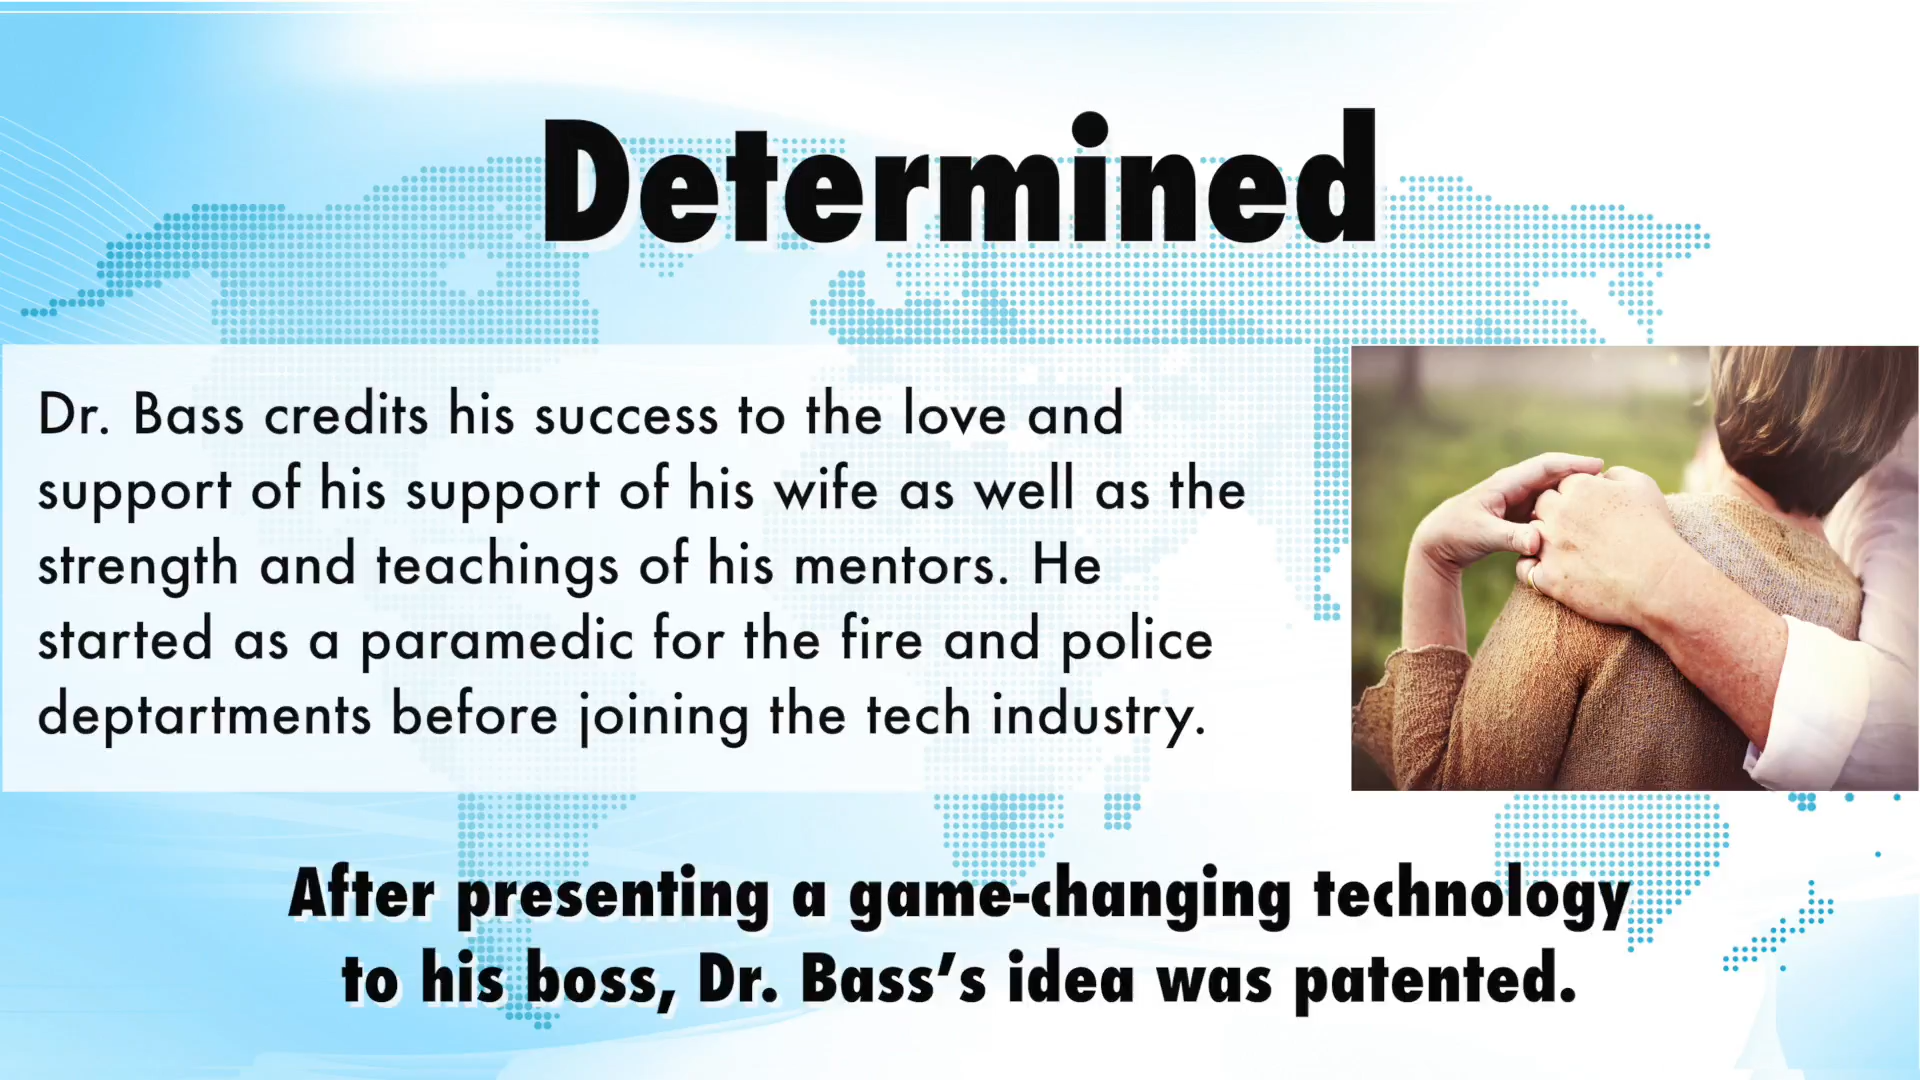 Determined
Dr. Bass credits his success to the love and
support of his support of his wife as well as the
strength and teachings of his mentors. He
started as a paramedic for the fire and police
deptartments before joining the tech industry.
After presenting a game-changing technology
to his boss, Dr. Bass’s idea was patented.